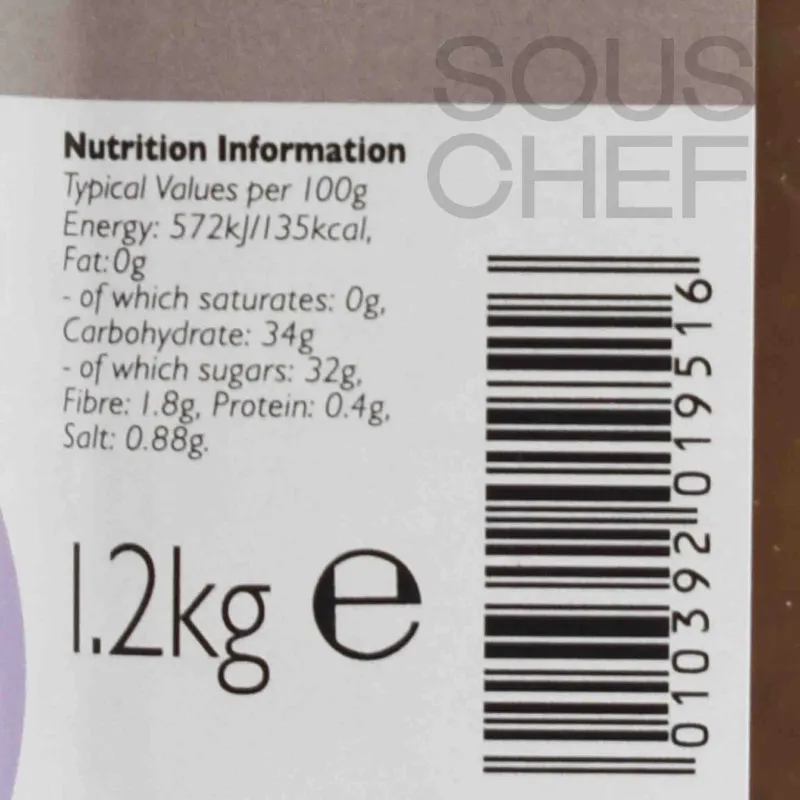 SOUS
CHEF
Nutrition Information
Typical Values per 100g
Energy: 572kJ/135kcal,
Fat:0g
- of which saturates: 0g,
Carbohydrate: 34g
- of which sugars: 32g,
Fibre: 1.8g, Protein: 0.4g,
Salt: 0.88g.
1.2kg e
010392019516